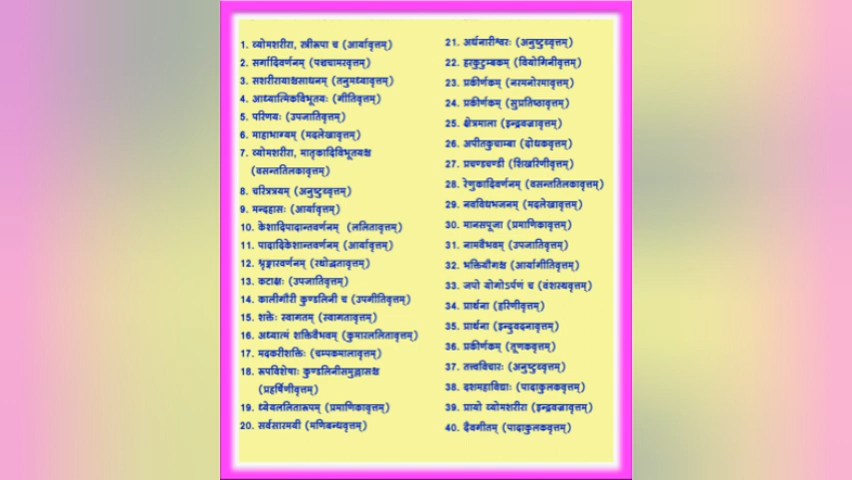 1. व्योमशरीरा, स्त्रीरूपा च (आर्यावृत्तम्)
2. सर्गादिवर्णनम् (पञ्चचामरवृत्तम्)
3. सशरीरायाश्चसाधनम् (तनुमध्यावृत्तम्)
4. आध्यात्मिकविभूतयः (गीतिवृत्तम्)
5. परिणयः (उपजातिवृत्तम्)
6. माहाभाग्यम् (मदलेखावृत्तम्)
7. व्योमशरीरा, मातृकादिविभूतयश्च
(वसन्ततिलकावृत्तम्)
8. चरित्रत्रयम् (अनुष्टुब्वृत्तम्)
9. मन्दहासः (आर्यावृत्तम्)
10. केशादिपादान्तवर्णनम् (ललितावृत्तम्)
11. पादादिकेशान्तवर्णनम् (आर्यावृत्तम्)
12. श्रृङ्गारवर्णनम् (रथोद्धतावृत्तम्)
13. कटाक्षः (उपजातिवृत्तम्)
14. कालीगौरी कुण्डलिनी च (उपगीतिवृत्तम्)
15. शक्तेः स्वागतम् (स्वागतावृत्तम्)
16. अध्यात्मं शक्तिवैभवम् (कुमारललितावृत्तम्)
17. मदकरीशक्तिः (चम्पकमालावृत्तम्)
18. रूपविशेषाः कुण्डलिनीसमुल्लासश्च
(प्रहर्षिणीवृत्तम्)
19. ध्येयललितारूपम् (प्रमाणिकावृत्तम्)
20. सर्वसारमयी (मणिबन्धवृत्तम्)
21. अर्धनारीश्वरः (अनुष्टुब्वृत्तम्)
22. हरकुटुम्बकम् (वियोगिनीवृत्तम्)
23. प्रकीर्णकम् (नरमनोरमावृत्तम्)
24. प्रकीर्णकम् (सुप्रतिष्ठावृत्तम्)
25. क्षेत्रमाला (इन्द्रवज्रावृत्तम्)
26. अपीतकुचाम्बा (दोधकवृत्तम्)
27. प्रचण्डचण्डी (शिखरिणीवृत्तम्)
28. रेणुकादिवर्णनम् (वसन्ततिलकावृत्तम्)
29. नवविधभजनम् (मदलेखावृत्तम्)
30. मानसपूजा (प्रमाणिकावृत्तम्)
31. नामवैभवम् (उपजातिवृत्तम्)
32. भक्तियोगश्च (आर्यागीतिवृत्तम्)
33. जपो योगोऽर्पणं च (वंशस्थवृत्तम्)
34. प्रार्थना (हरिणीवृत्तम्)
35. प्रार्थना (इन्दुवदनावृत्तम्)
36. प्रकीर्णकम् (तूणकवृत्तम्)
37. तत्त्वविचारः (अनुष्टुब्वृत्तम्)
38. दशमहाविद्याः (पादाकुलकवृत्तम्)
39. प्रायो व्योमशरीरा (इन्द्रवज्रावृत्तम्)
40. दैवगीतम् (पादाकुलकवृत्तम्)